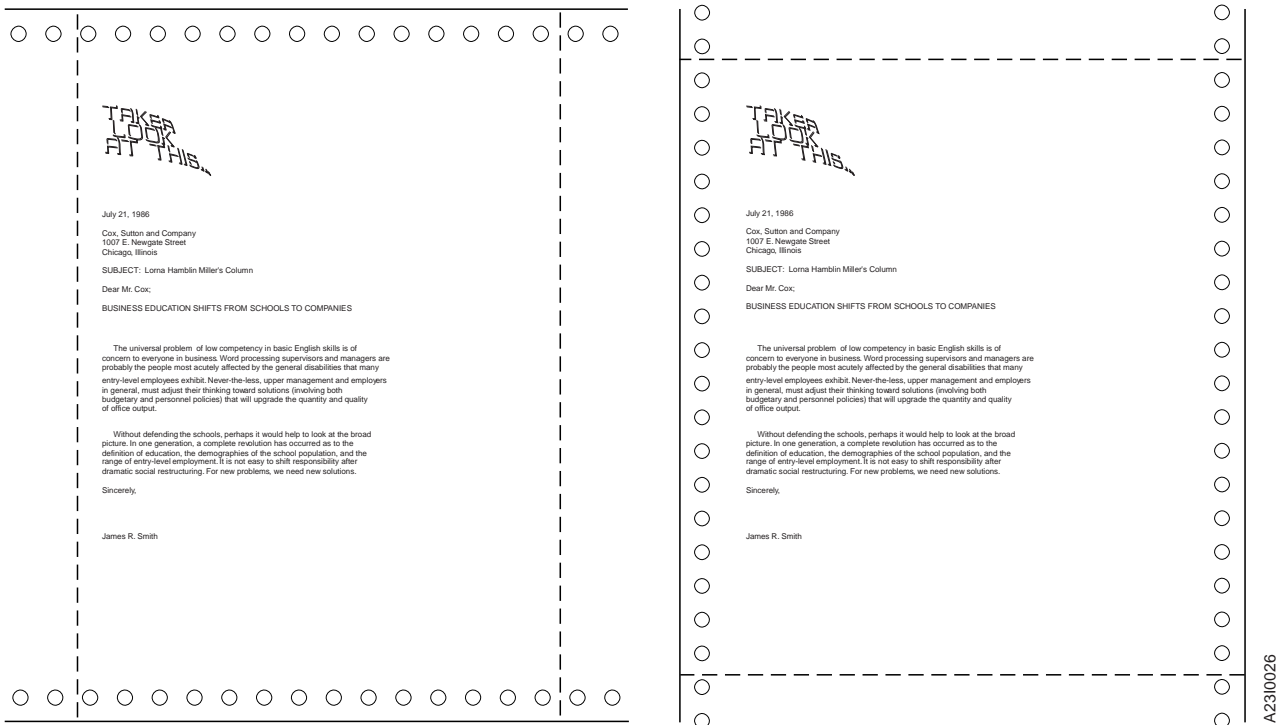 TAKE A
LOOK
AT THIS...
July 21, 1986
Cox, Sutton and Company
1007 E. Newgate Street
Chicago, Illinois
SUBJECT: Lorna Hamblin Miller's Column
Dear Mr. Cox;
BUSINESS EDUCATION SHIFTS FROM SCHOOLS TO COMPANIES
The universal problem of low competency in basic English skills is of
concern to everyone in business. Word processing supervisors and managers are
probably the people most acutely affected by the general disabilities that many
entry-level employees exhibit. Never-the-less, upper management and employers
in general, must adjust their thinking toward solutions (involving both
budgetary and personnel policies) that will upgrade the quantity and quality
of office output.
Without defending the schools, perhaps it would help to look at the broad
picture. In one generation, a complete revolution has occurred as to the
definition of education, the demographies of the school population, and the
range of entry-level employment. It is not easy to shift responsibility after
dramatic social restructuring. For new problems, we need new solutions.
Sincerely,
James R. Smith
TAKE A
LOOK
AT THIS...
July 21, 1986
Cox, Sutton and Company
1007 E. Newgate Street
Chicago, Illinois
SUBJECT: Lorna Hamblin Miller's Column
Dear Mr. Cox;
BUSINESS EDUCATION SHIFTS FROM SCHOOLS TO COMPANIES
The universal problem of low competency in basic English skills is of
concern to everyone in business. Word processing supervisors and managers are
probably the people most acutely affected by the general disabilities that many
entry-level employees exhibit. Never-the-less, upper management and employers
in general, must adjust their thinking toward solutions (involving both
budgetary and personnel policies) that will upgrade the quantity and quality
of office output.
Without defending the schools, perhaps it would help to look at the broad
picture. In one generation, a complete revolution has occurred as to the
definition of education, the demographies of the school population, and the
range of entry-level employment. It is not easy to shift responsibility after
dramatic social restructuring. For new problems, we need new solutions.
Sincerely,
James R. Smith
A23I0026